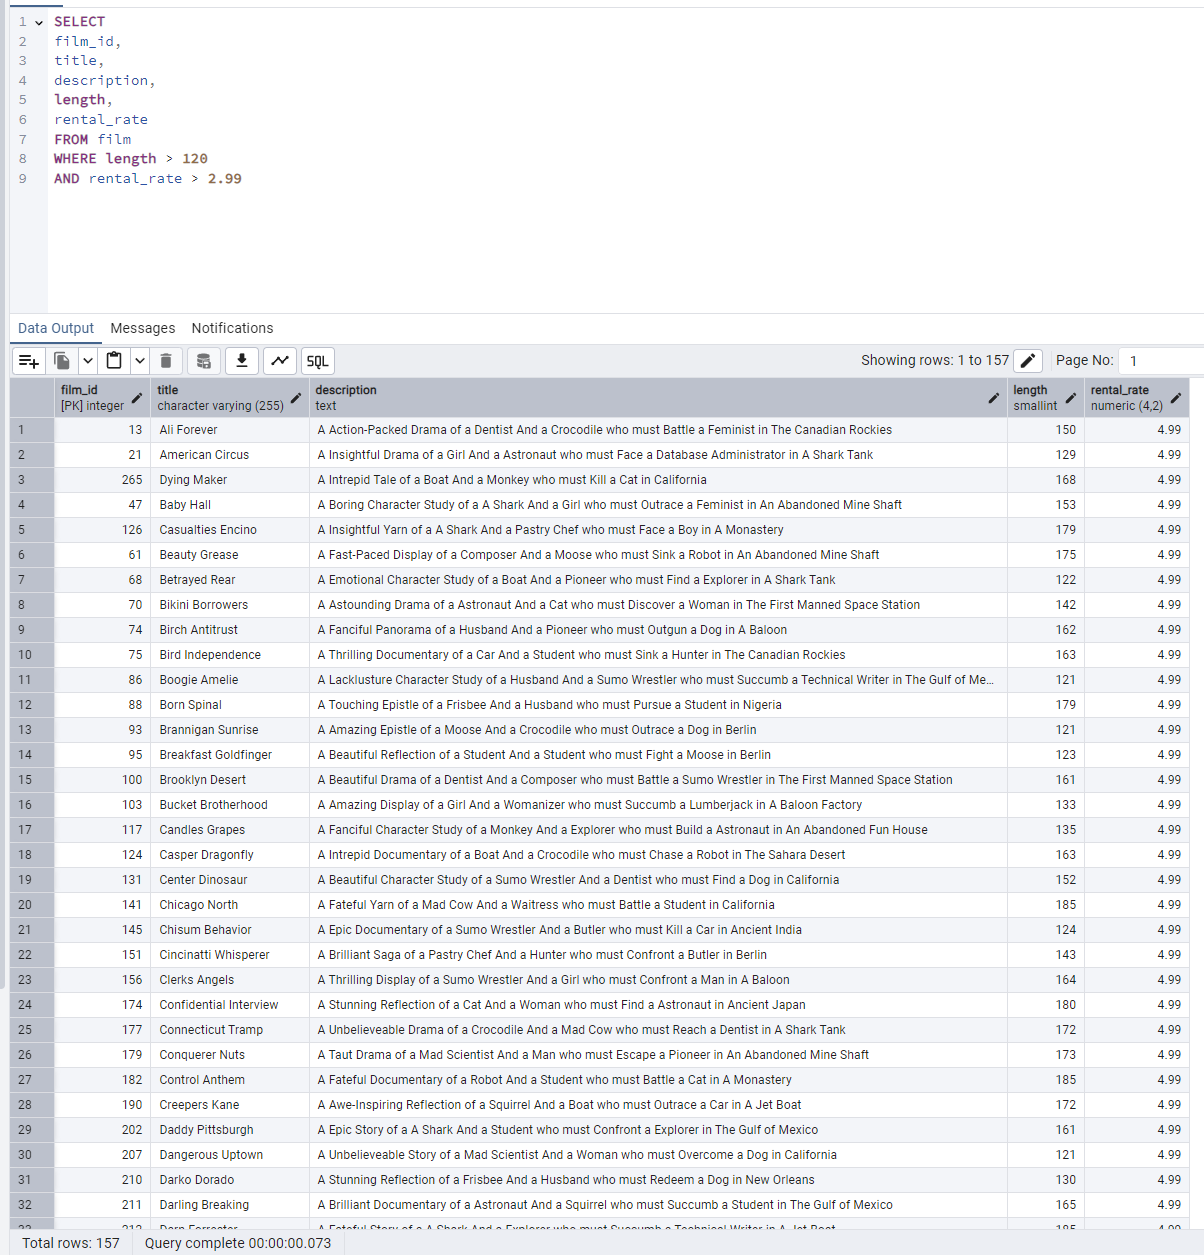 1 SELECT
2 film_id,
3 title,
4 description,
5 length,
6 rental_rate
7 FROM film
8 WHERE length > 120
9 AND rental_rate > 2.99
Data Output Messages Notifications
SQL Showing rows: 1 to 157 Page No: 1
film_id title description length rental_rate
[PK] integer character varying (255) text smallint numeric (4,2)
1 13 Ali Forever A Action-Packed Drama of a Dentist And a Crocodile who must Battle a Feminist in The Canadian Rockies 150 4.99
2 21 American Circus A Insightful Drama of a Girl And a Astronaut who must Face a Database Administrator in A Shark Tank 129 4.99
3 265 Dying Maker A Intrepid Tale of a Boat And a Monkey who must Kill a Cat in California 168 4.99
4 47 Baby Hall A Boring Character Study of a A Shark And a Girl who must Outrace a Feminist in An Abandoned Mine Shaft 153 4.99
5 126 Casualties Encino A Insightful Yarn of a A Shark And a Pastry Chef who must Face a Boy in A Monastery 179 4.99
6 61 Beauty Grease A Fast-Paced Display of a Composer And a Moose who must Sink a Robot in An Abandoned Mine Shaft 175 4.99
7 68 Betrayed Rear A Emotional Character Study of a Boat And a Pioneer who must Find a Explorer in A Shark Tank 122 4.99
8 70 Bikini Borrowers A Astounding Drama of a Astronaut And a Cat who must Discover a Woman in The First Manned Space Station 142 4.99
9 74 Birch Antitrust A Fanciful Panorama of a Husband And a Pioneer who must Outgun a Dog in A Baloon 162 4.99
10 75 Bird Independence A Thrilling Documentary of a Car And a Student who must Sink a Hunter in The Canadian Rockies 163 4.99
11 86 Boogie Amelie A Lacklusture Character Study of a Husband And a Sumo Wrestler who must Succumb a Technical Writer in The Gulf of Me... 121 4.99
12 88 Born Spinal A Touching Epistle of a Frisbee And a Husband who must Pursue a Student in Nigeria 179 4.99
13 93 Brannigan Sunrise A Amazing Epistle of a Moose And a Crocodile who must Outrace a Dog in Berlin 121 4.99
14 95 Breakfast Goldfinger A Beautiful Reflection of a Student And a Student who must Fight a Moose in Berlin 123 4.99
15 100 Brooklyn Desert A Beautiful Drama of a Dentist And a Composer who must Battle a Sumo Wrestler in The First Manned Space Station 161 4.99
16 103 Bucket Brotherhood A Amazing Display of a Girl And a Womanizer who must Succumb a Lumberjack in A Baloon Factory 133 4.99
17 117 Candles Grapes A Fanciful Character Study of a Monkey And a Explorer who must Build a Astronaut in An Abandoned Fun House 135 4.99
18 124 Casper Dragonfly A Intrepid Documentary of a Boat And a Crocodile who must Chase a Robot in The Sahara Desert 163 4.99
19 131 Center Dinosaur A Beautiful Character Study of a Sumo Wrestler And a Dentist who must Find a Dog in California 152 4.99
20 141 Chicago North A Fateful Yarn of a Mad Cow And a Waitress who must Battle a Student in California 185 4.99
21 145 Chisum Behavior A Epic Documentary of a Sumo Wrestler And a Butler who must Kill a Car in Ancient India 124 4.99
22 151 Cincinatti Whisperer A Brilliant Saga of a Pastry Chef And a Hunter who must Confront a Butler in Berlin 143 4.99
23 156 Clerks Angels A Thrilling Display of a Sumo Wrestler And a Girl who must Confront a Man in A Baloon 164 4.99
24 174 Confidential Interview A Stunning Reflection of a Cat And a Woman who must Find a Astronaut in Ancient Japan 180 4.99
25 177 Connecticut Tramp A Unbelieveable Drama of a Crocodile And a Mad Cow who must Reach a Dentist in A Shark Tank 172 4.99
26 179 Conquerer Nuts A Taut Drama of a Mad Scientist And a Man who must Escape a Pioneer in An Abandoned Mine Shaft 173 4.99
27 182 Control Anthem A Fateful Documentary of a Robot And a Student who must Battle a Cat in A Monastery 185 4.99
28 190 Creepers Kane A Awe-Inspiring Reflection of a Squirrel And a Boat who must Outrace a Car in A Jet Boat 172 4.99
29 202 Daddy Pittsburgh A Epic Story of a A Shark And a Student who must Confront a Explorer in The Gulf of Mexico 161 4.99
30 207 Dangerous Uptown A Unbelieveable Story of a Mad Scientist And a Woman who must Overcome a Dog in California 121 4.99
31 210 Darko Dorado A Stunning Reflection of a Frisbee And a Husband who must Redeem a Dog in New Orleans 130 4.99
32 211 Darling Breaking A Brilliant Documentary of a Astronaut And a Squirrel who must Succumb a Student in The Gulf of Mexico 165 4.99
Total rows: 157 Query complete 00:00:00.073